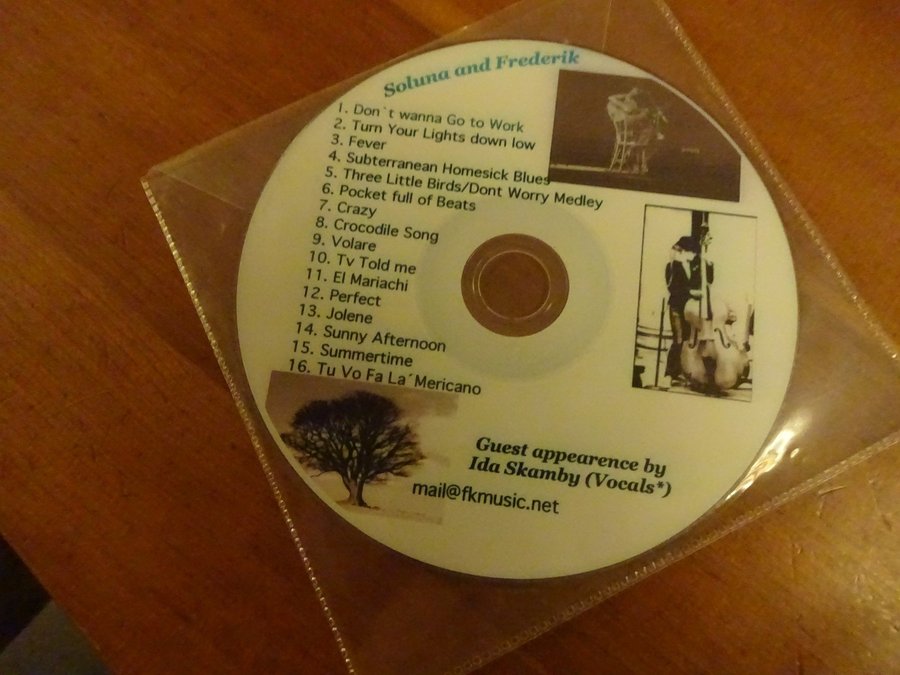 Soluna and Frederik
1. Don`t wanna Go to Work
2. Turn Your Lights down low
3. Fever
4. Subterranean Homesick Blues
5. Three Little Birds/Dont Worry Medley
6. Pocket full of Beats
7. Crazy
8. Crocodile Song
9. Volare
10. Tv Told me
11. El Mariachi
12. Perfect
13. Jolene
14. Sunny Afternoon
15. Summertime
16. Tu Vo Fa La´Mericano
Guest appearence by
Ida Skamby (Vocals*)
mail@fkmusic.net